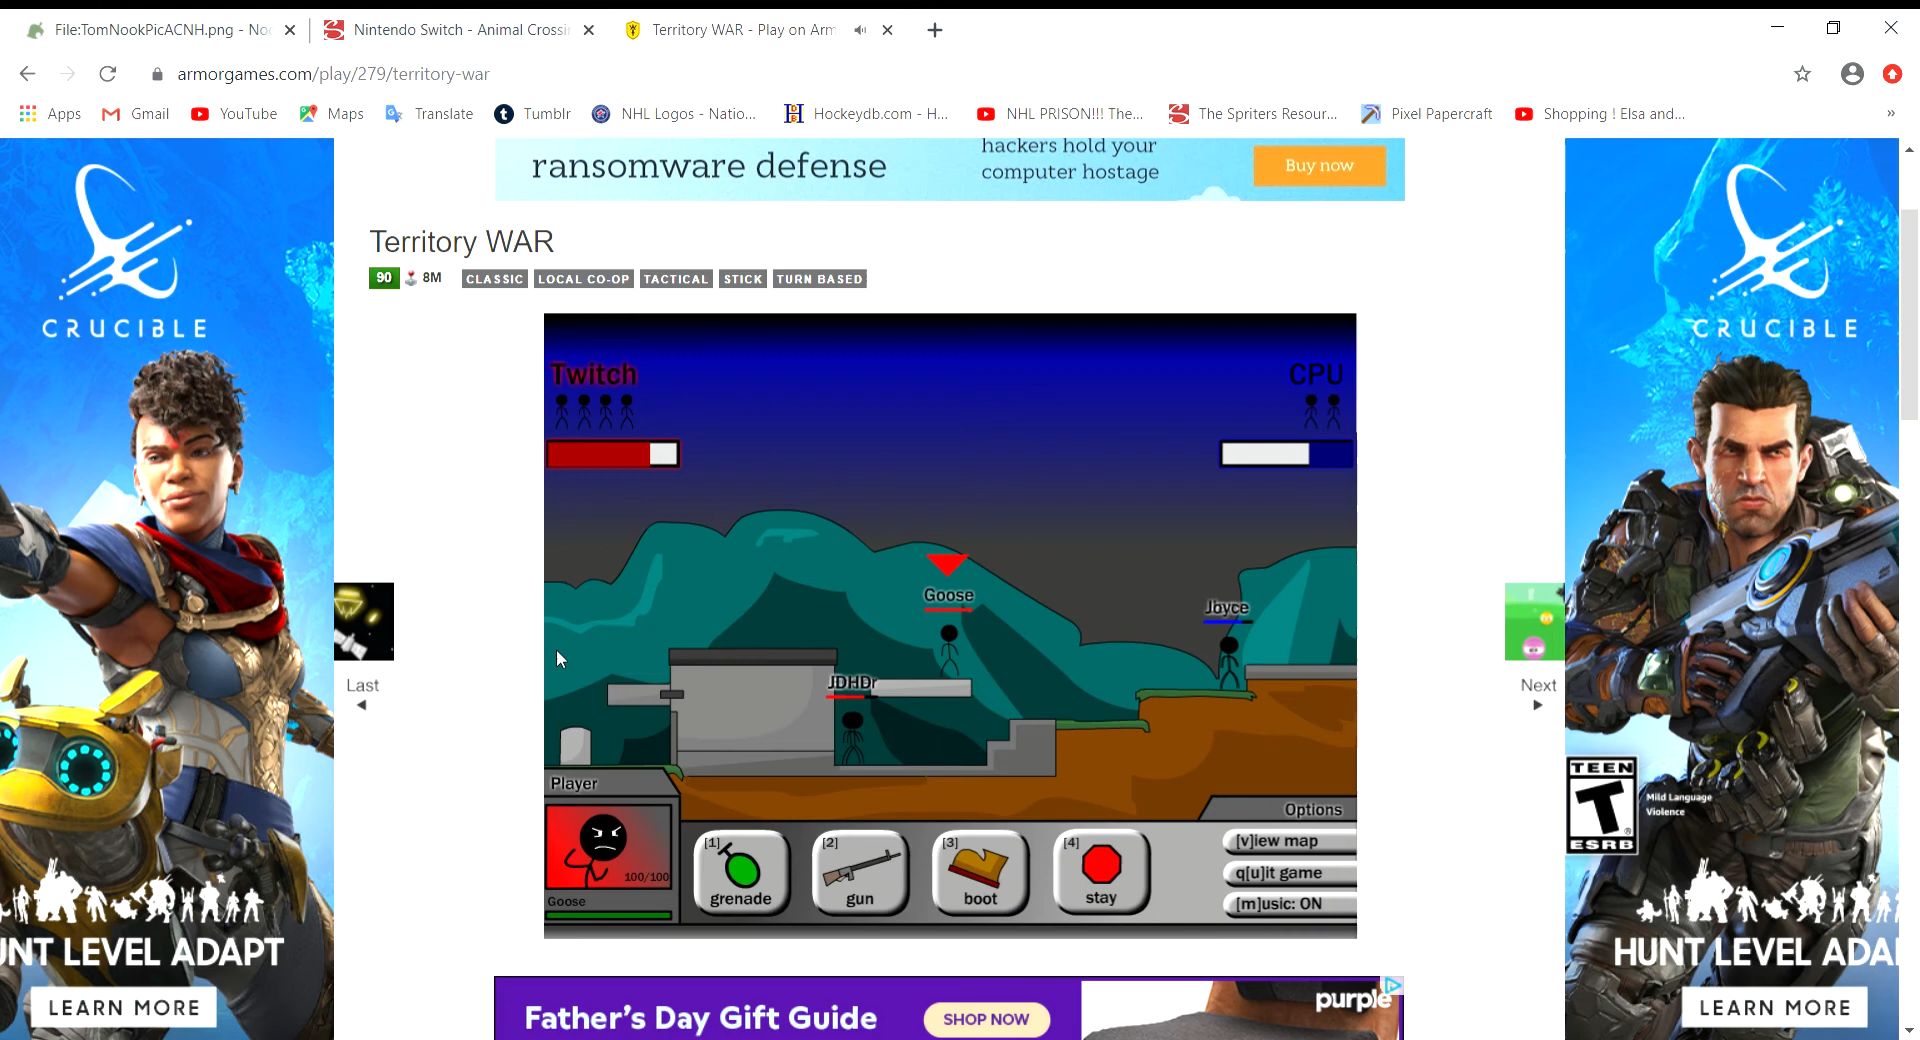 File:TomNookPicACNH.png - Noo
Nintendo Switch - Animal Crossin
Territory WAR - Play on Arm
armorgames.com/play/279/territory-war
Apps
Gmail
YouTube
Maps
Translate
Tumblr
NHL Logos - Natio...
Hockeydb.com - H...
NHL PRISON!!! The...
The Spriters Resour...
Pixel Papercraft
Shopping ! Elsa and...
»
ransomware defense
hackers hold your
computer hostage
Buy now
CRUCIBLE
CRUCIBLE
Territory WAR
90
8M
CLASSIC
LOCAL CO-OP
TACTICAL
STICK
TURN BASED
Twitch
CPU
Goose
Joyce
JDHDr
Last
Next
Player
100/100
Goose
[1]
grenade
[2]
gun
[3]
boot
[4]
stay
Options
[v]iew map
q[u]it game
[m]usic: ON
TEEN
T
ESRB
Mild Language
Violence
UNT LEVEL ADAPT
LEARN MORE
HUNT LEVEL ADA
LEARN MORE
Father's Day Gift Guide
SHOP NOW
purple